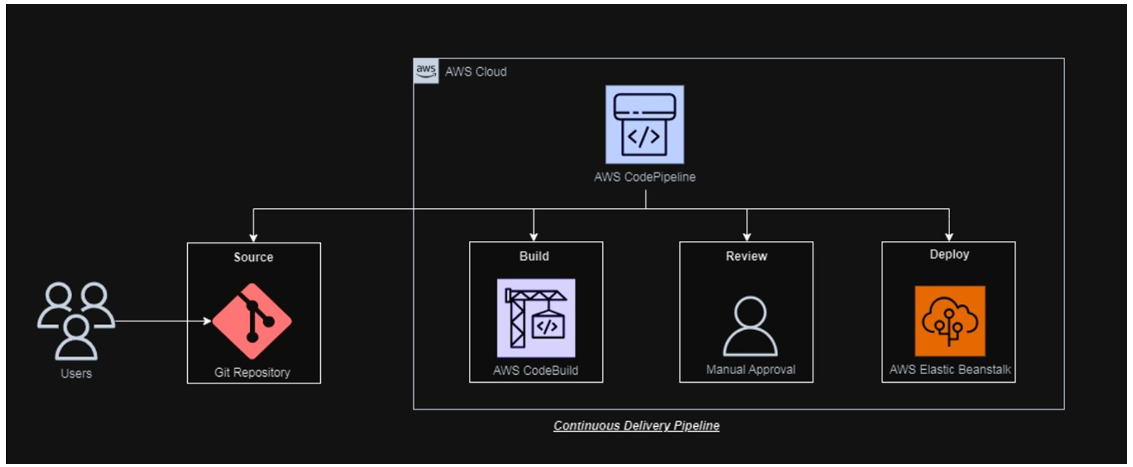 aws
AWS Cloud
</>
AWS CodePipeline
Source
Build
Review
Deploy
</>
Users
Git Repository
AWS CodeBuild
Manual Approval
AWS Elastic Beanstalk
Continuous Delivery Pipeline